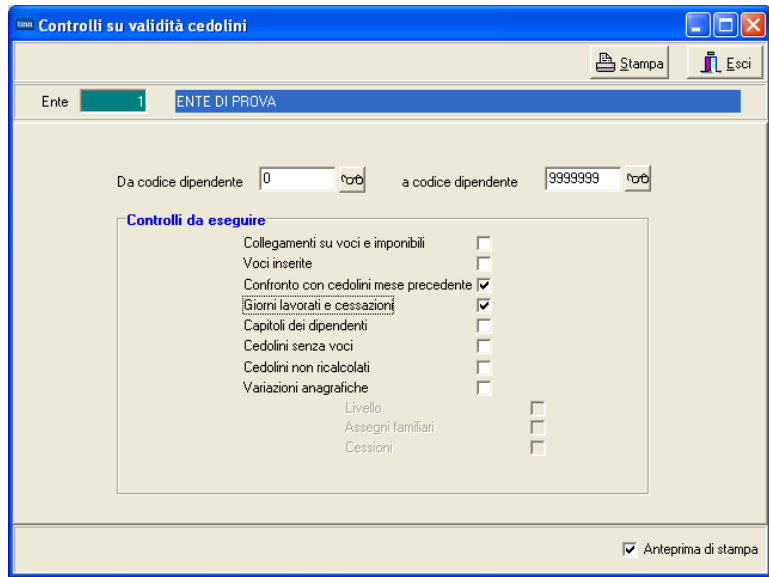 tinn Controlli su validità cedolini
Stampa Esci
Ente 1 ENTE DI PROVA
Da codice dipendente 0 a codice dipendente 9999999
Controlli da eseguire
Collegamenti su voci e imponibili
Voci inserite
Confronto con cedolini mese precedente
Giorni lavorati e cessazioni
Capitoli dei dipendenti
Cedolini senza voci
Cedolini non ricalcolati
Variazioni anagrafiche
Livello
Assegni familiari
Cessioni
Anteprima di stampa